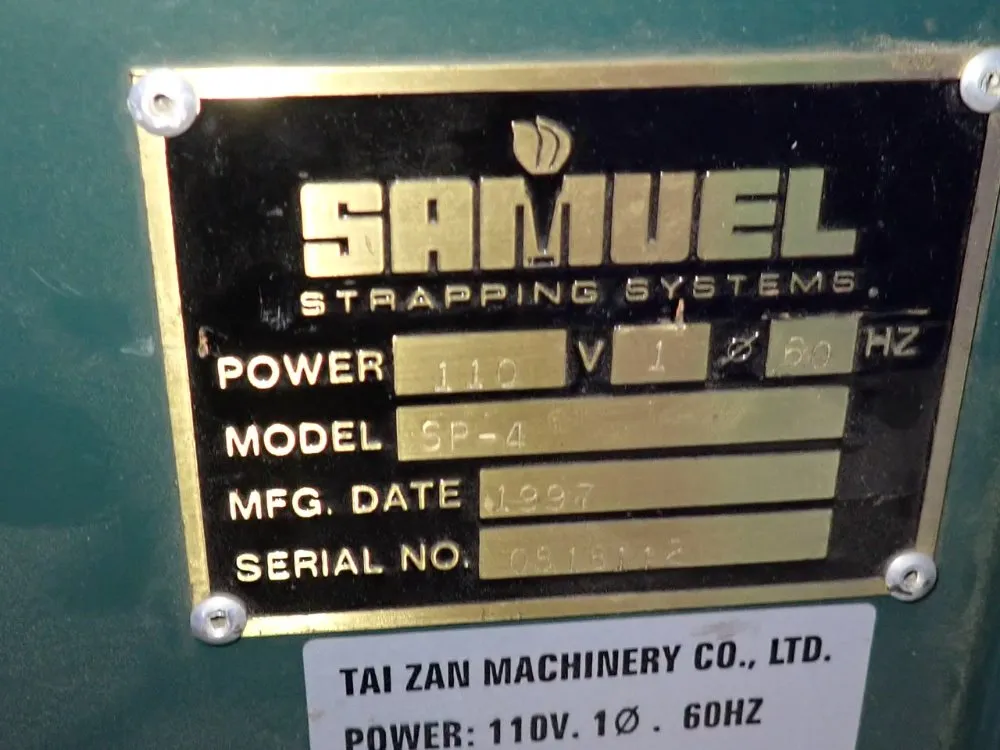 SAMUEL
STRAPPING SYSTEMS.
POWER 110 V 1 Ø 60 HZ
MODEL SP-4
MFG. DATE 1997
SERIAL NO.
TAI ZAN MACHINERY CO., LTD.
POWER: 110V. 1Ø . 60HZ